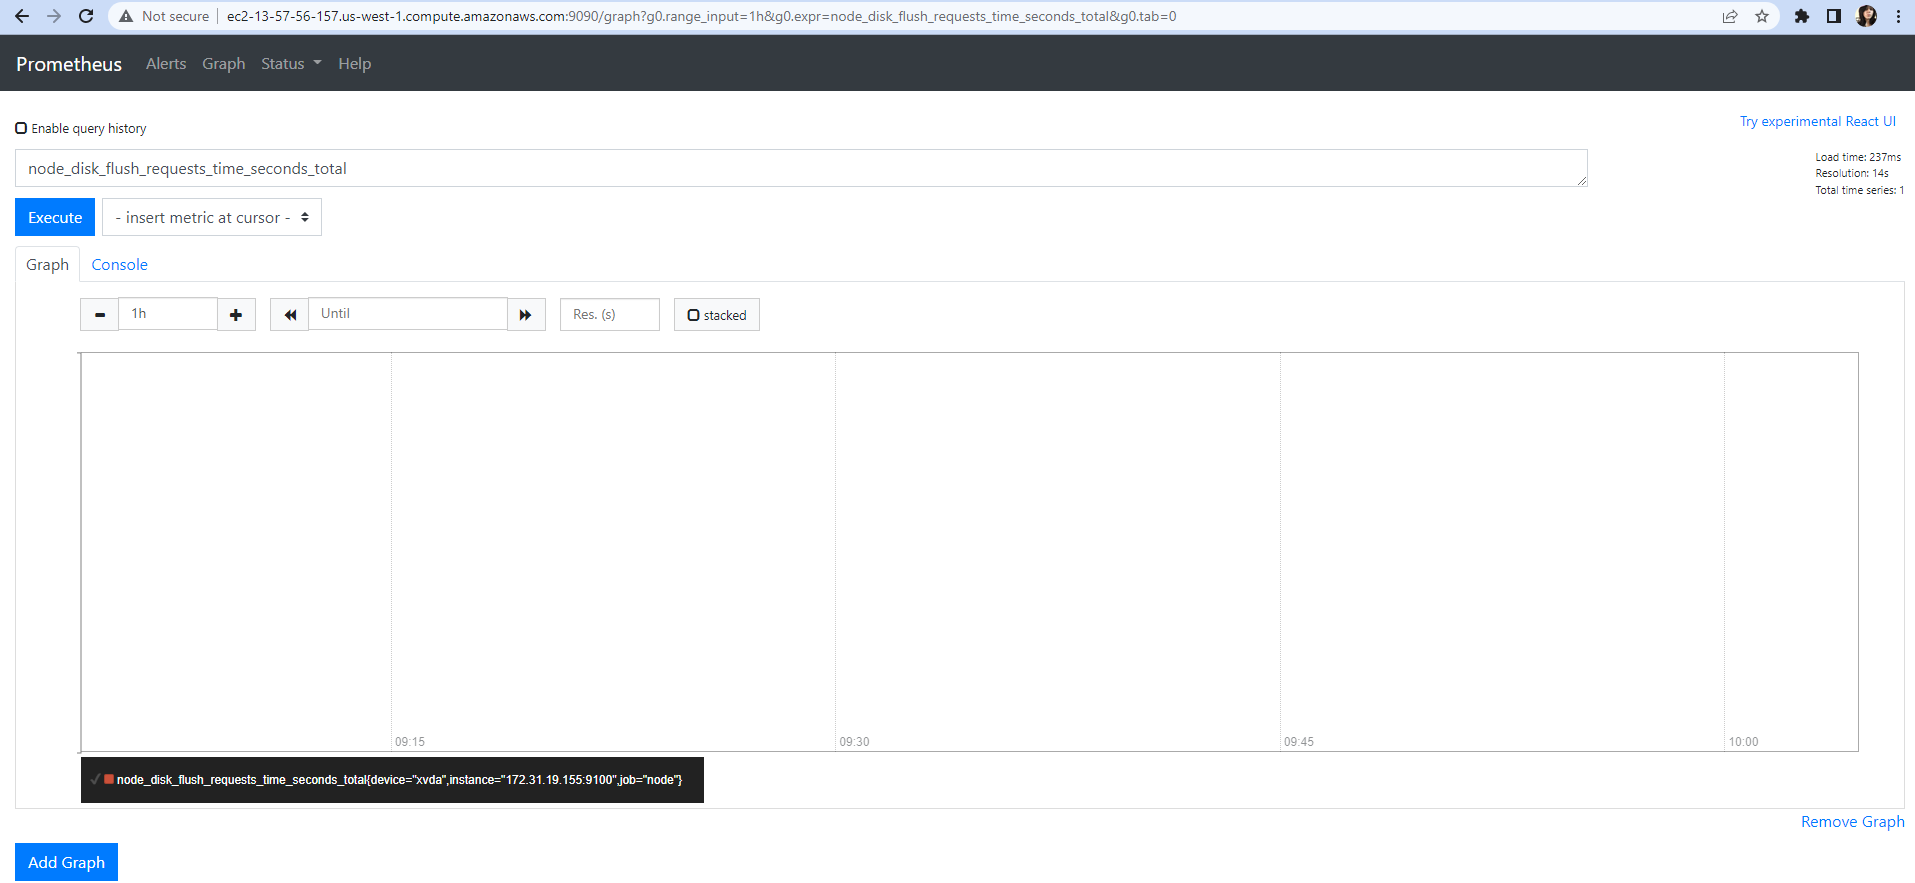 Not secure ec2-13-57-56-157.us-west-1.compute.amazonaws.com:9090/graph?g0.range_input=1h&g0.expr=node_disk_flush_requests_time_seconds_total&g0.tab=0
Prometheus Alerts Graph Status Help
Enable query history
Try experimental React UI
node_disk_flush_requests_time_seconds_total
Load time: 237ms
Resolution: 14s
Total time series: 1
Execute - insert metric at cursor -
Graph Console
1h Until Res. (s) stacked
09:15 09:30 09:45 10:00
node_disk_flush_requests_time_seconds_total{device="xvda",instance="172.31.19.155:9100",job="node"}
Remove Graph
Add Graph